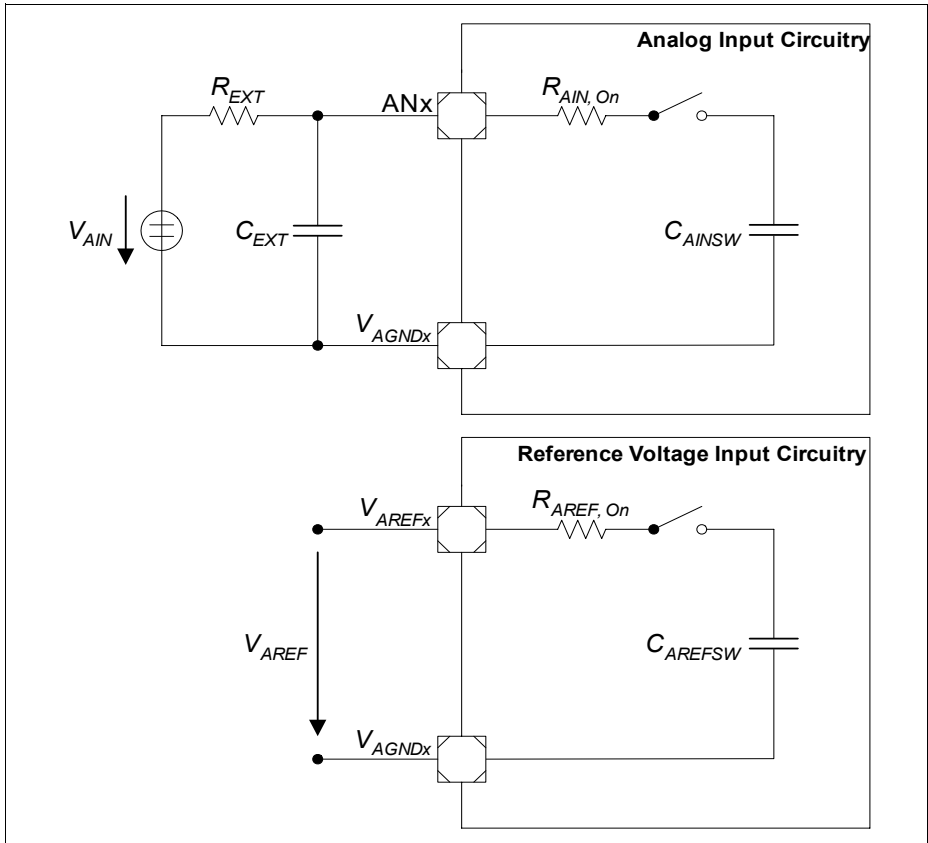 Analog Input Circuitry
R_EXT
ANx
R_AIN, On
V_AIN
C_EXT
C_AINSW
V_AGNDx
Reference Voltage Input Circuitry
V_AREFx
R_AREF, On
V_AREF
C_AREFSW
V_AGNDx